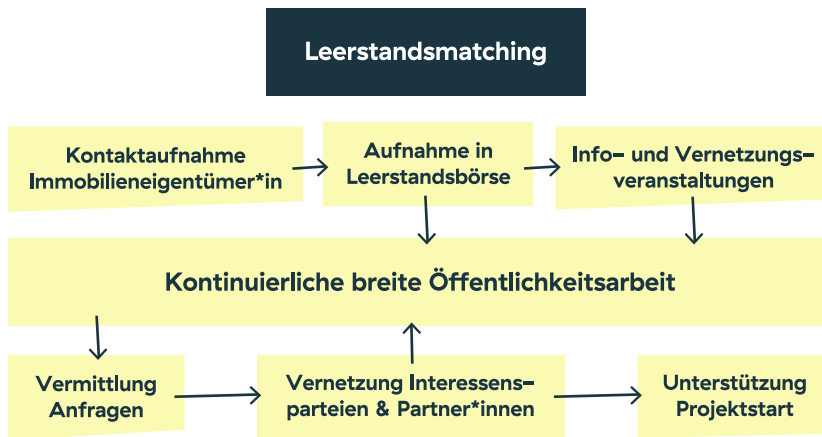 Leerstandsmatching
Kontaktaufnahme
Immobilieneigentümer*in
Aufnahme in
Leerstandsbörse
Info- und Vernetzungs-
veranstaltungen
Kontinuierliche breite Öffentlichkeitsarbeit
Vermittlung
Anfragen
Vernetzung Interessens-
parteien & Partner*innen
Unterstützung
Projektstart